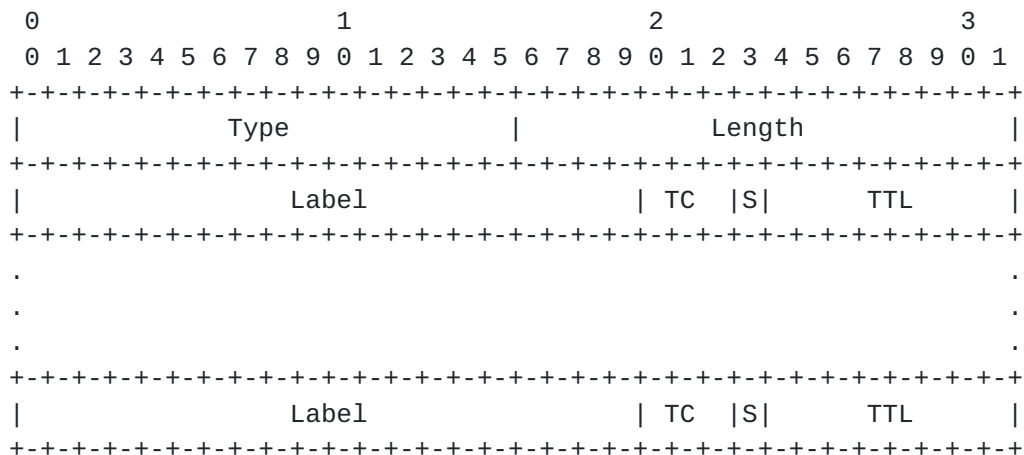 0                   1                   2                   3
 0 1 2 3 4 5 6 7 8 9 0 1 2 3 4 5 6 7 8 9 0 1 2 3 4 5 6 7 8 9 0 1
+-+-+-+-+-+-+-+-+-+-+-+-+-+-+-+-+-+-+-+-+-+-+-+-+-+-+-+-+-+-+-+-+
|             Type              |            Length             |
+-+-+-+-+-+-+-+-+-+-+-+-+-+-+-+-+-+-+-+-+-+-+-+-+-+-+-+-+-+-+-+-+
|                 Label                 | TC  |S|      TTL      |
+-+-+-+-+-+-+-+-+-+-+-+-+-+-+-+-+-+-+-+-+-+-+-+-+-+-+-+-+-+-+-+-+
.                                                               .
.                                                               .
.                                                               .
+-+-+-+-+-+-+-+-+-+-+-+-+-+-+-+-+-+-+-+-+-+-+-+-+-+-+-+-+-+-+-+-+
|                 Label                 | TC  |S|      TTL      |
+-+-+-+-+-+-+-+-+-+-+-+-+-+-+-+-+-+-+-+-+-+-+-+-+-+-+-+-+-+-+-+-+